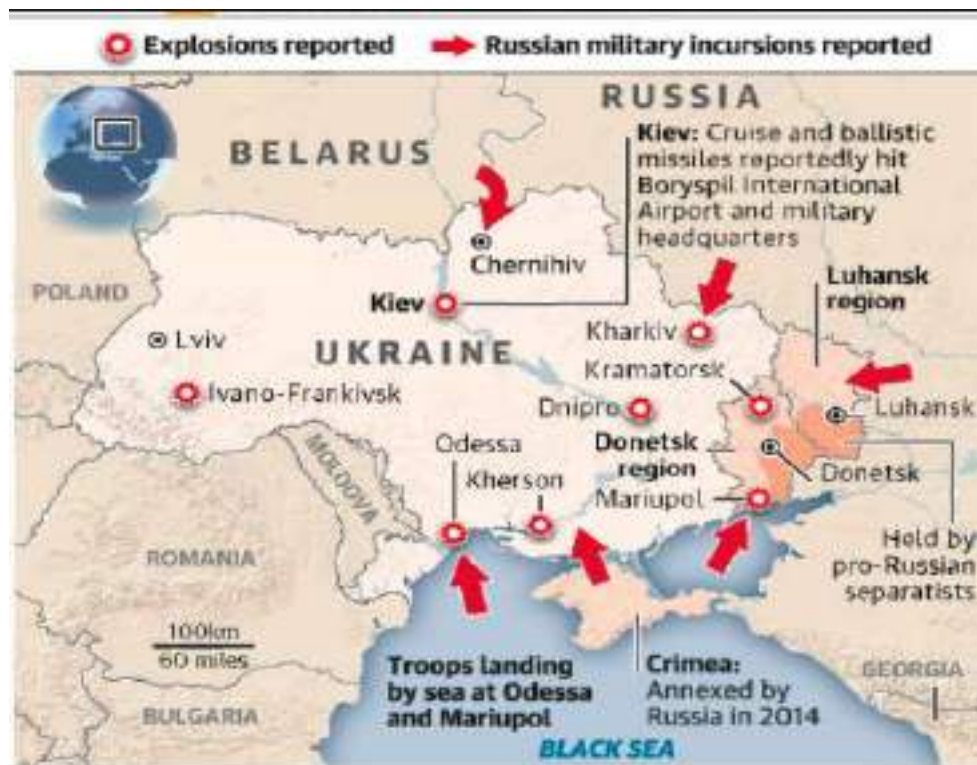 Explosions reported
Russian military incursions reported
RUSSIA
BELARUS
Kiev: Cruise and ballistic
missiles reportedly hit
Boryspil International
Airport and military
headquarters
Chernihiv
POLAND
Kiev
Luhansk
region
Lviv
UKRAINE
Kharkiv
Kramatorsk
Ivano-Frankivsk
Dnipro
Luhansk
Odessa
Donetsk
region
MOLDOVA
Kherson
Donetsk
Mariupol
Held by
pro-Russian
separatists
ROMANIA
100km
60 miles
Troops landing
by sea at Odessa
and Mariupol
Crimea:
Annexed by
Russia in 2014
GEORGIA
BULGARIA
BLACK SEA